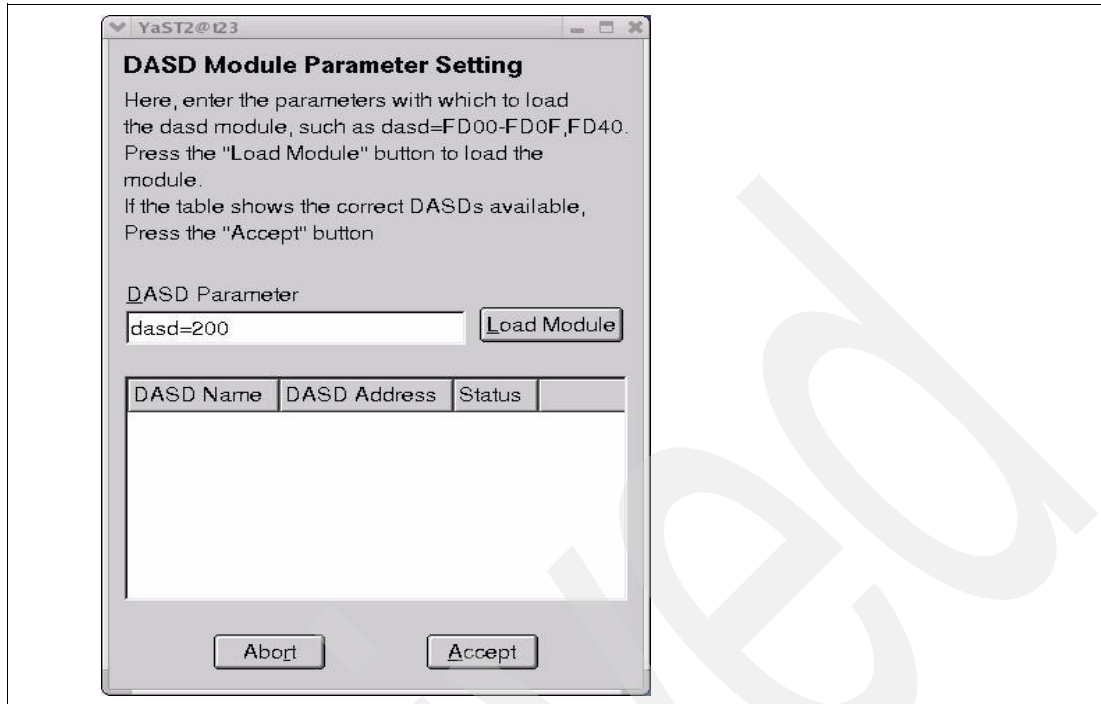 YaST2@t23
DASD Module Parameter Setting
Here, enter the parameters with which to load
the dasd module, such as dasd=FD00-FD0F,FD40.
Press the "Load Module" button to load the
module.
If the table shows the correct DASDs available,
Press the "Accept" button
DASD Parameter
dasd=200 Load Module
DASD Name DASD Address Status
Abort Accept